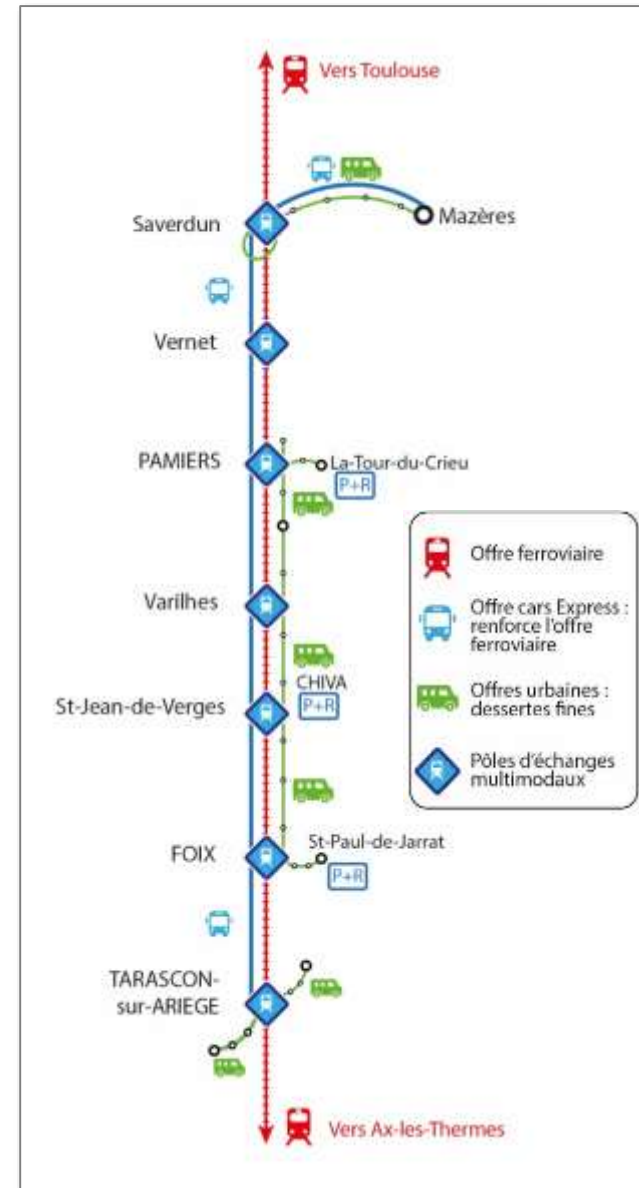 Vers Toulouse
Saverdun
Mazères
Vernet
PAMIERS
La-Tour-du-Crieu
P+R
Varilhes
CHIVA
St-Jean-de-Verges
P+R
FOIX
St-Paul-de-Jarrat
P+R
TARASCON-
sur-ARIEGE
Vers Ax-les-Thermes
Offre ferroviaire
Offre cars Express :
renforce l'offre
ferroviaire
Offres urbaines :
dessertes fines
Pôles d'échanges
multimodaux